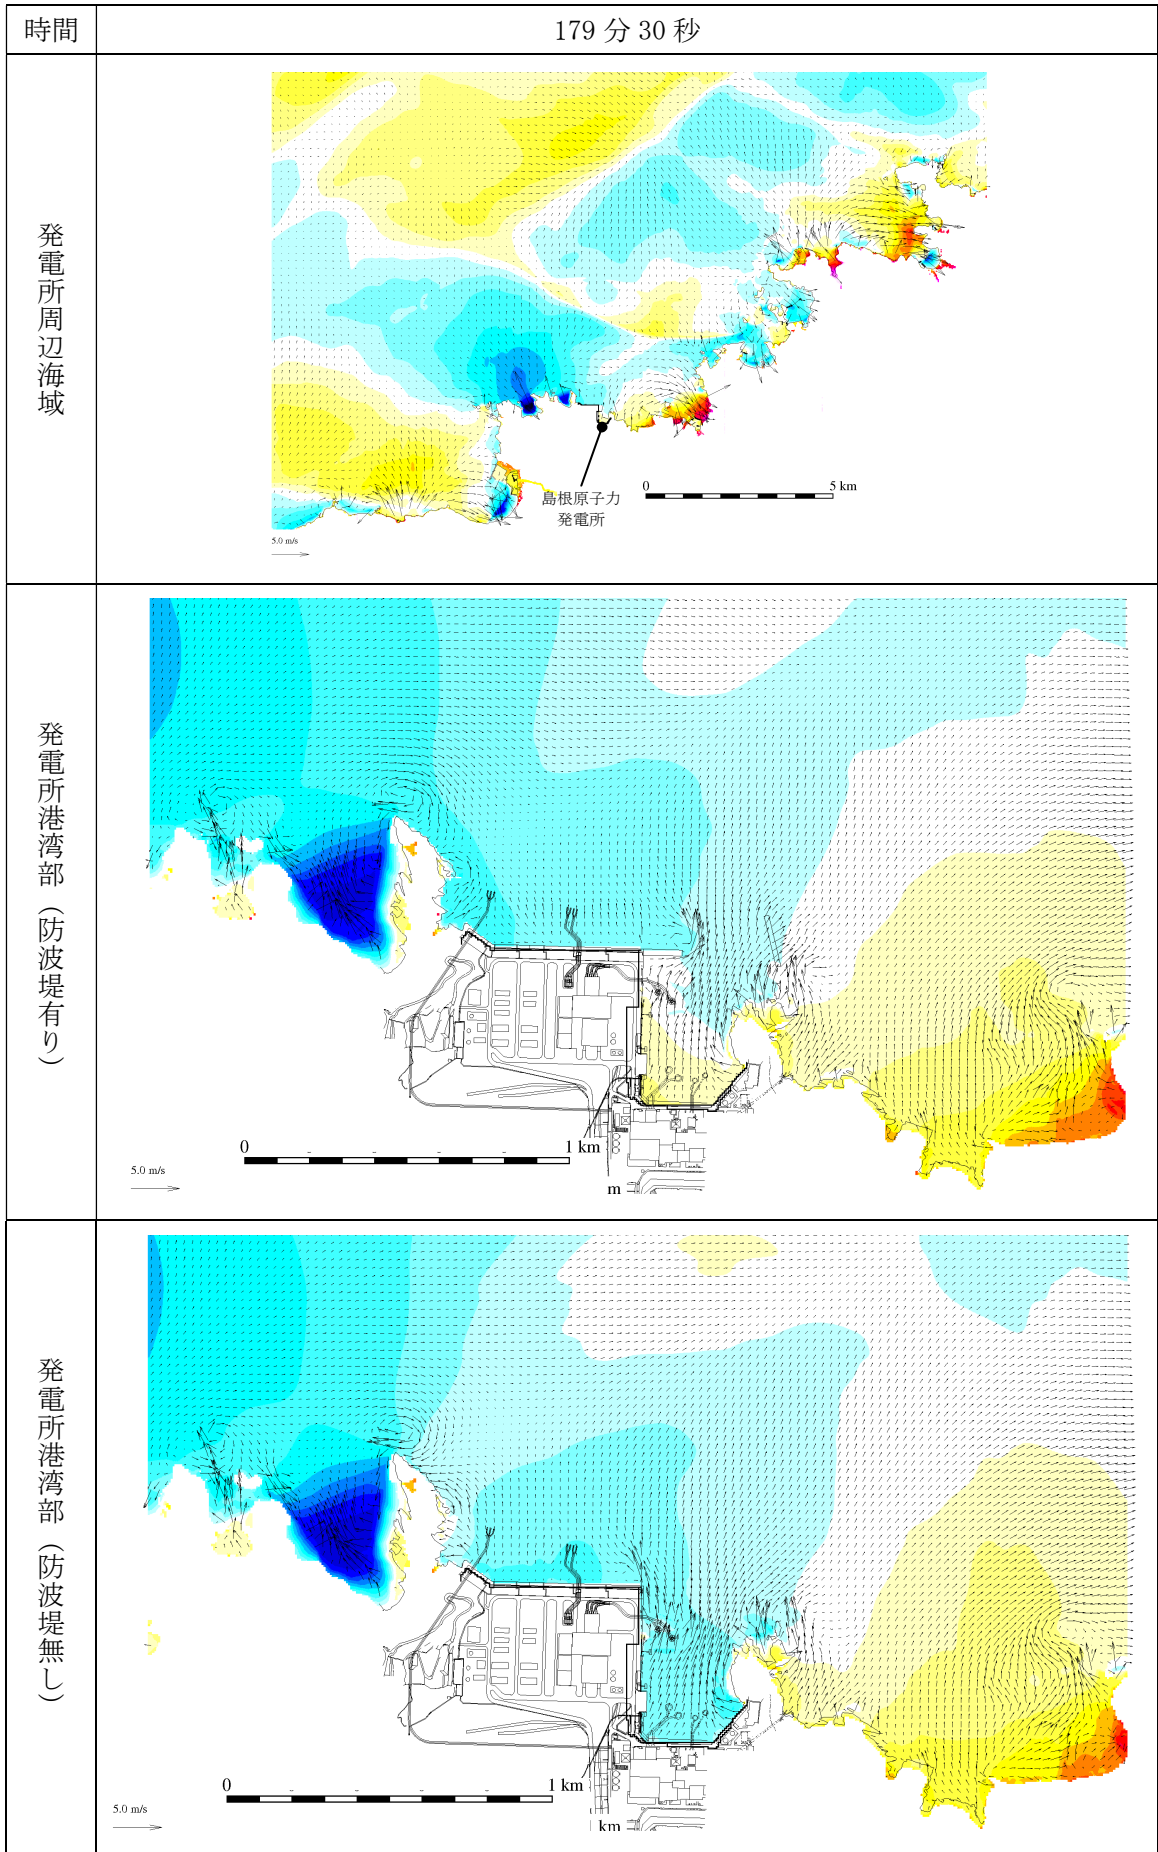 時間
179 分 30 秒
発電所周辺海域
島根原子力
発電所
0 5 km
5.0 m/s
発電所港湾部（防波堤有り）
0 1 km
5.0 m/s
m
発電所港湾部（防波堤無し）
0 1 km
5.0 m/s
km